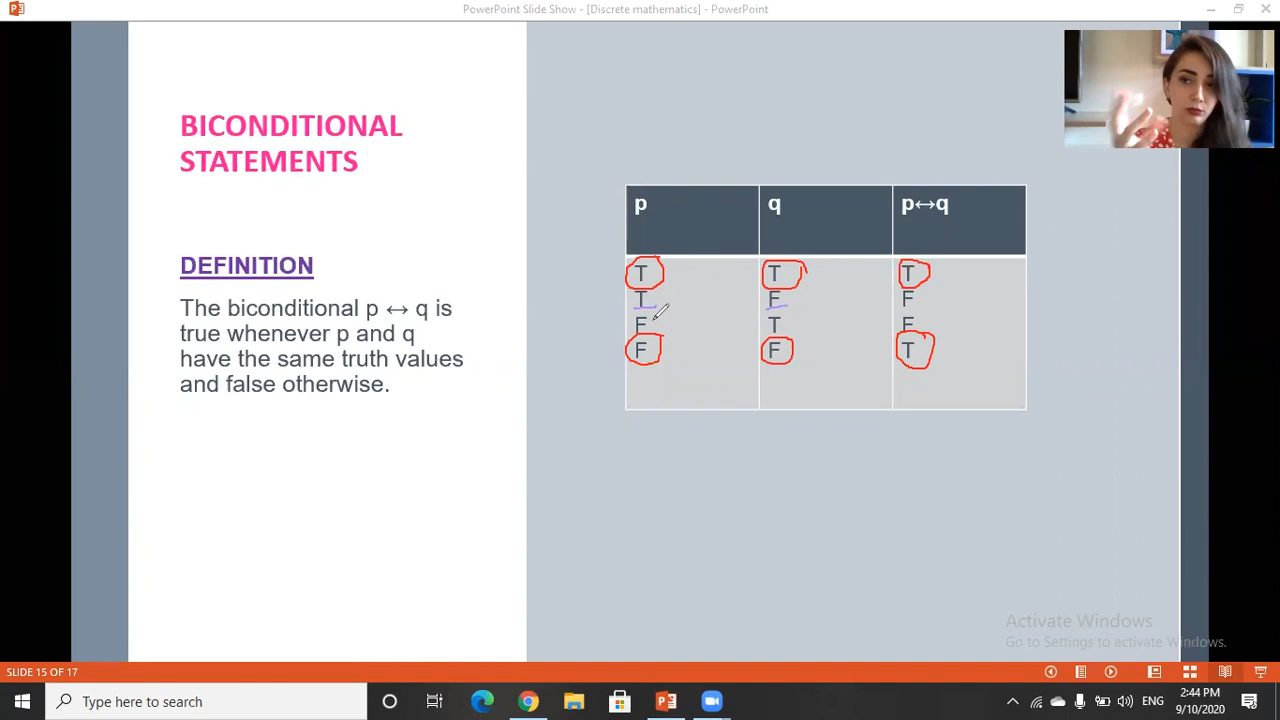 PowerPoint Slide Show - [Discrete mathematics] - PowerPoint
BICONDITIONAL
STATEMENTS
DEFINITION
The biconditional p ↔ q is
true whenever p and q
have the same truth values
and false otherwise.
p q p↔q
T T T
T F F
F T F
F F T
Activate Windows
Go to Settings to activate Windows.
SLIDE 15 OF 17
Type here to search
ENG
2:44 PM
9/10/2020